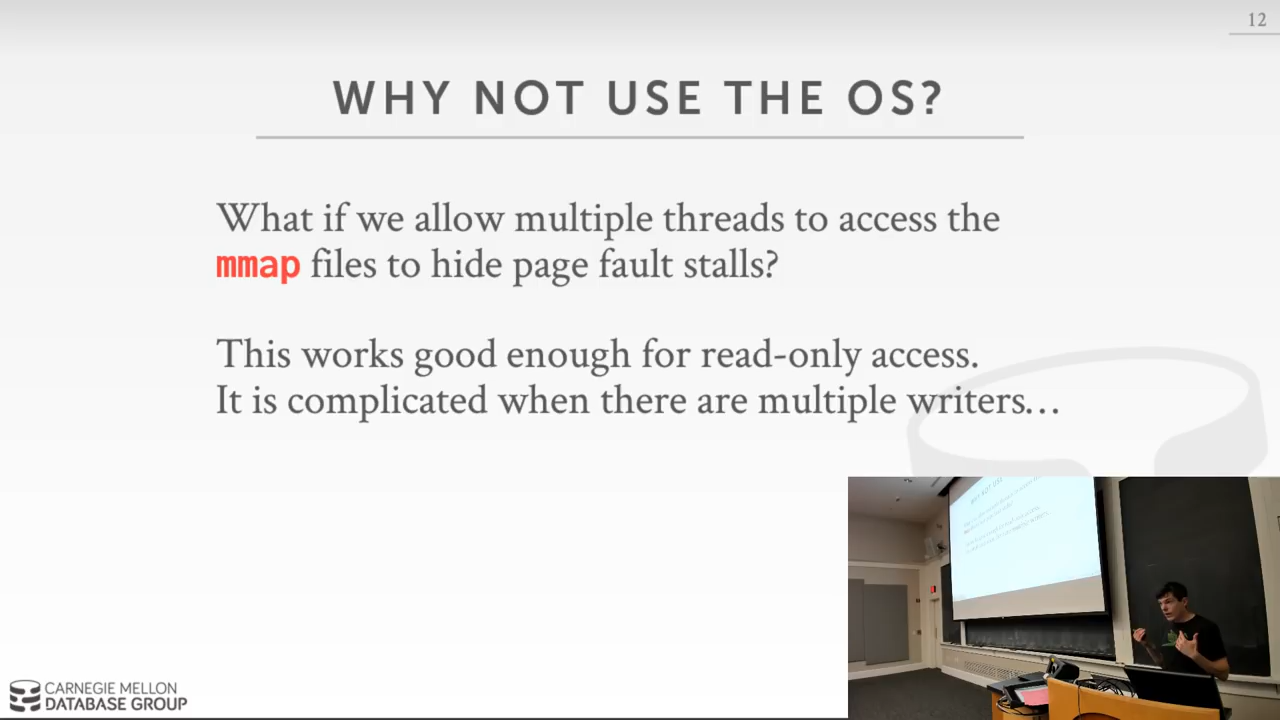 12
WHY NOT USE THE OS?
What if we allow multiple threads to access the
mmap files to hide page fault stalls?
This works good enough for read-only access.
It is complicated when there are multiple writers…
CARNEGIE MELLON
DATABASE GROUP